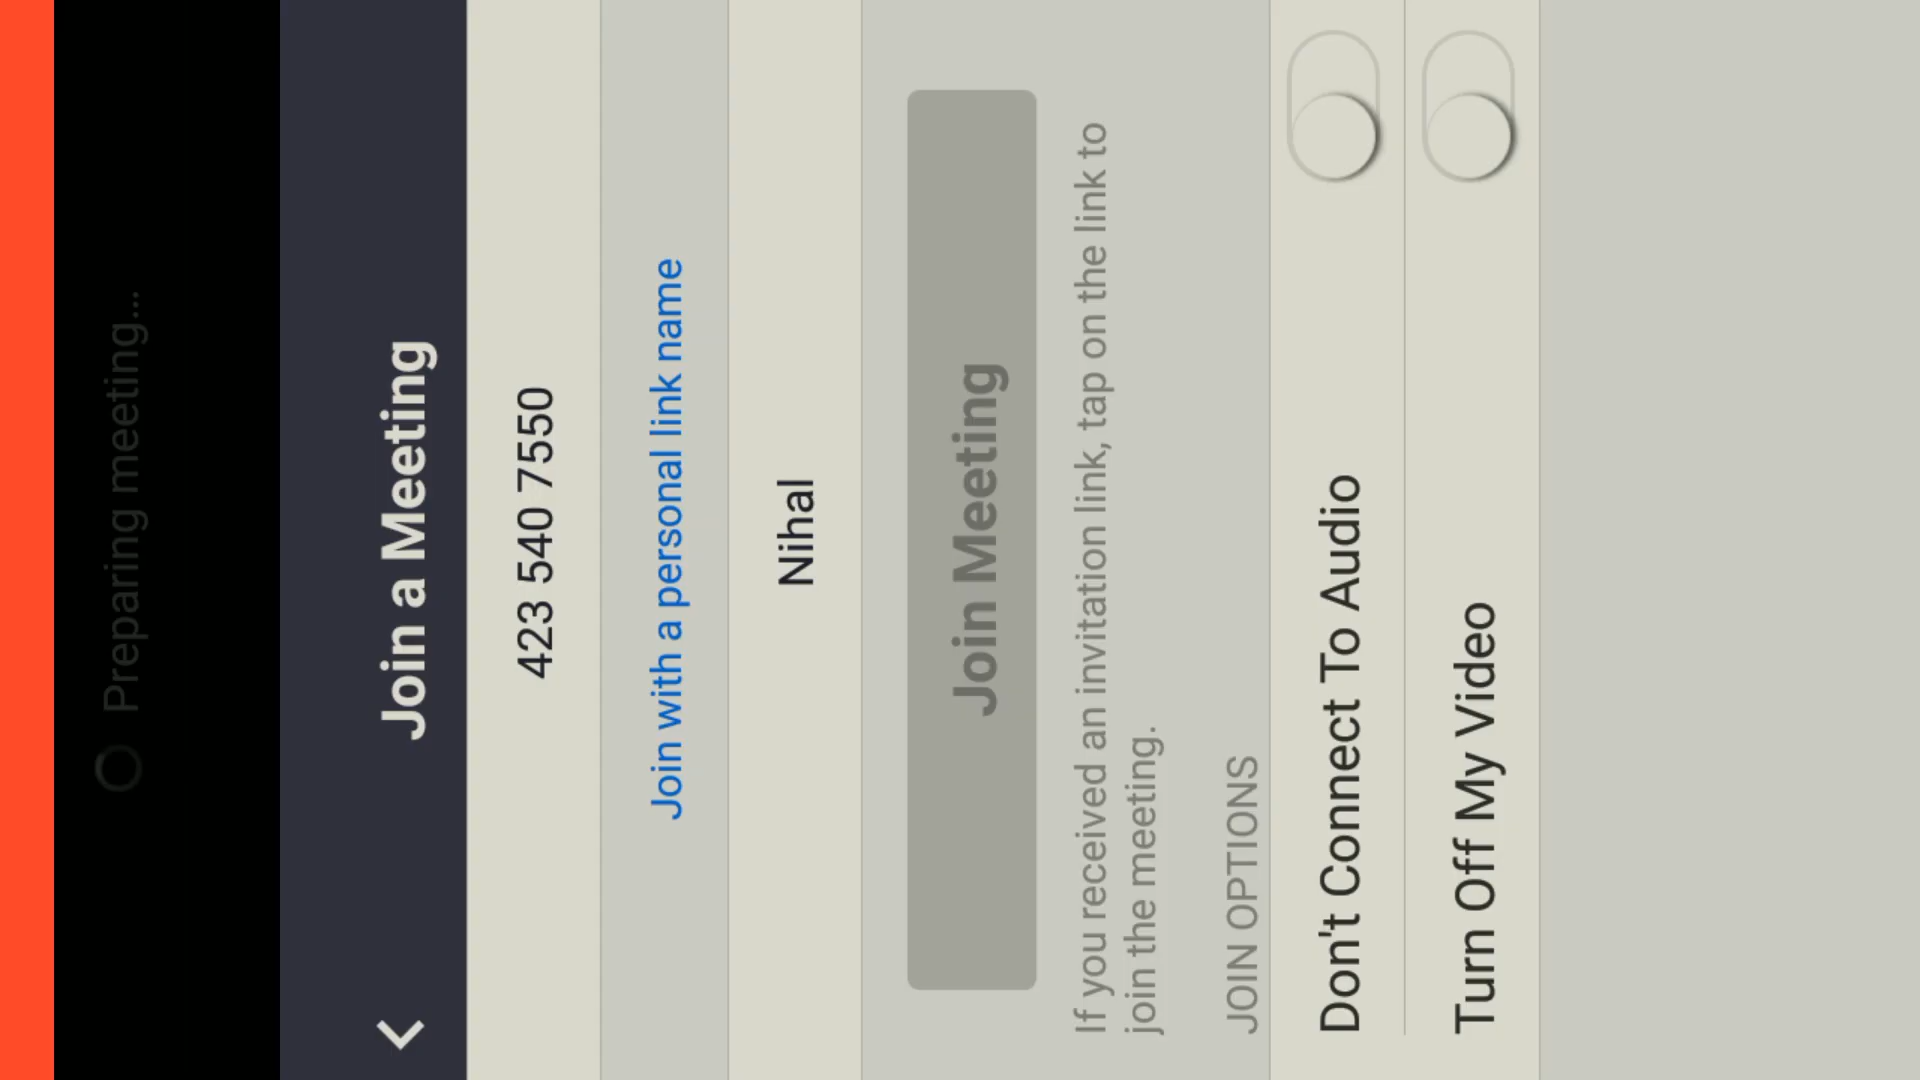 Preparing meeting...
Join a Meeting
423 540 7550
Join with a personal link name
Nihal
Join Meeting
If you received an invitation link, tap on the link to
join the meeting.
JOIN OPTIONS
Don't Connect To Audio
Turn Off My Video